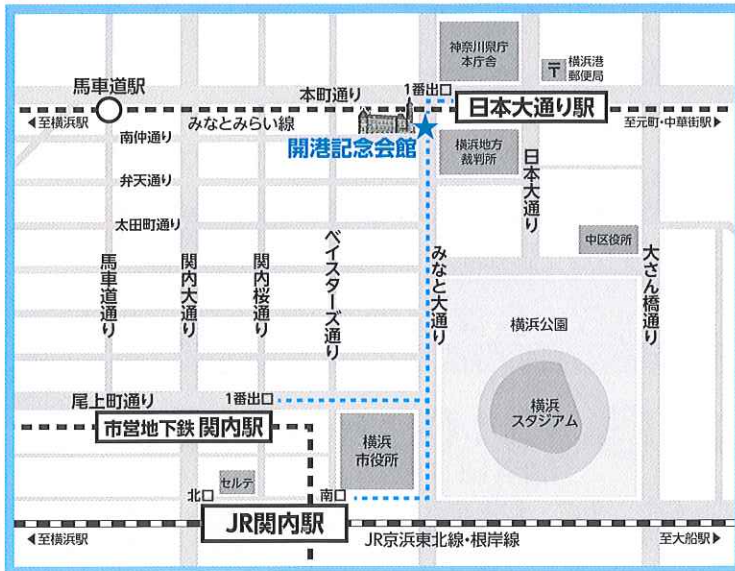 神奈川県庁
本庁舎
横浜港
郵便局
馬車道駅
本町通り
1番出口
日本大通り駅
◀至横浜駅
みなとみらい線
至元町・中華街駅▶
南仲通り
開港記念会館
横浜地方
裁判所
日本大通り
弁天通り
太田町通り
中区役所
馬車道通り
関内大通り
関内桜通り
ベイスターズ通り
みなと大通り
大さん橋通り
横浜公園
横浜
スタジアム
尾上町通り
1番出口
市営地下鉄 関内駅
横浜
市役所
セルテ
北口
南口
JR関内駅
◀至横浜駅
JR京浜東北線・根岸線
至大船駅▶